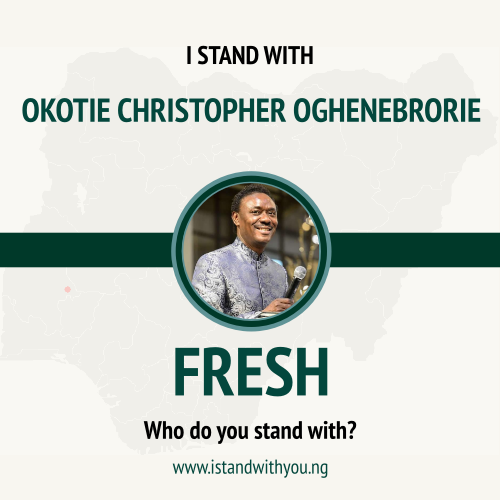 I STAND WITH
OKOTIE CHRISTOPHER OGHENEBRORIE
FRESH
Who do you stand with?
www.istandwithyou.ng